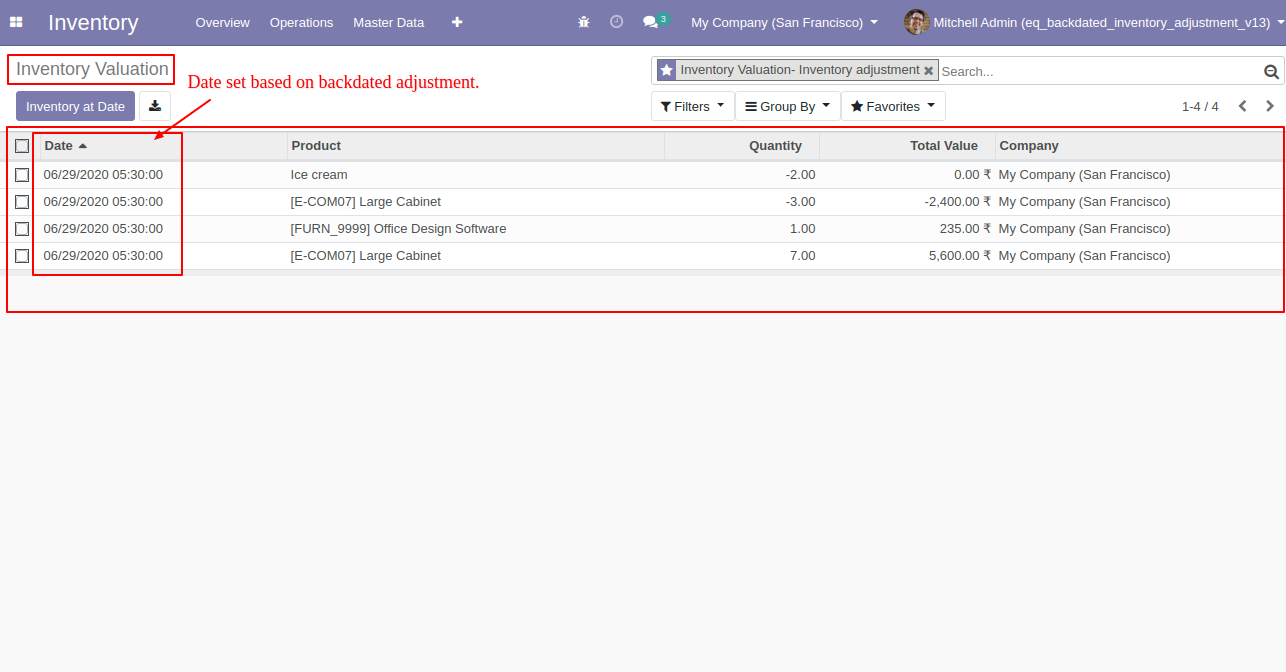 Inventory Overview Operations Master Data 3 My Company (San Francisco) Mitchell Admin (eq_backdated_inventory_adjustment_v13)
Inventory Valuation
Date set based on backdated adjustment.
Inventory Valuation- Inventory adjustment Search...
Inventory at Date Filters Group By Favorites 1-4 / 4
Date Product Quantity Total Value Company
06/29/2020 05:30:00 Ice cream -2.00 0.00 ₹ My Company (San Francisco)
06/29/2020 05:30:00 [E-COM07] Large Cabinet -3.00 -2,400.00 ₹ My Company (San Francisco)
06/29/2020 05:30:00 [FURN_9999] Office Design Software 1.00 235.00 ₹ My Company (San Francisco)
06/29/2020 05:30:00 [E-COM07] Large Cabinet 7.00 5,600.00 ₹ My Company (San Francisco)